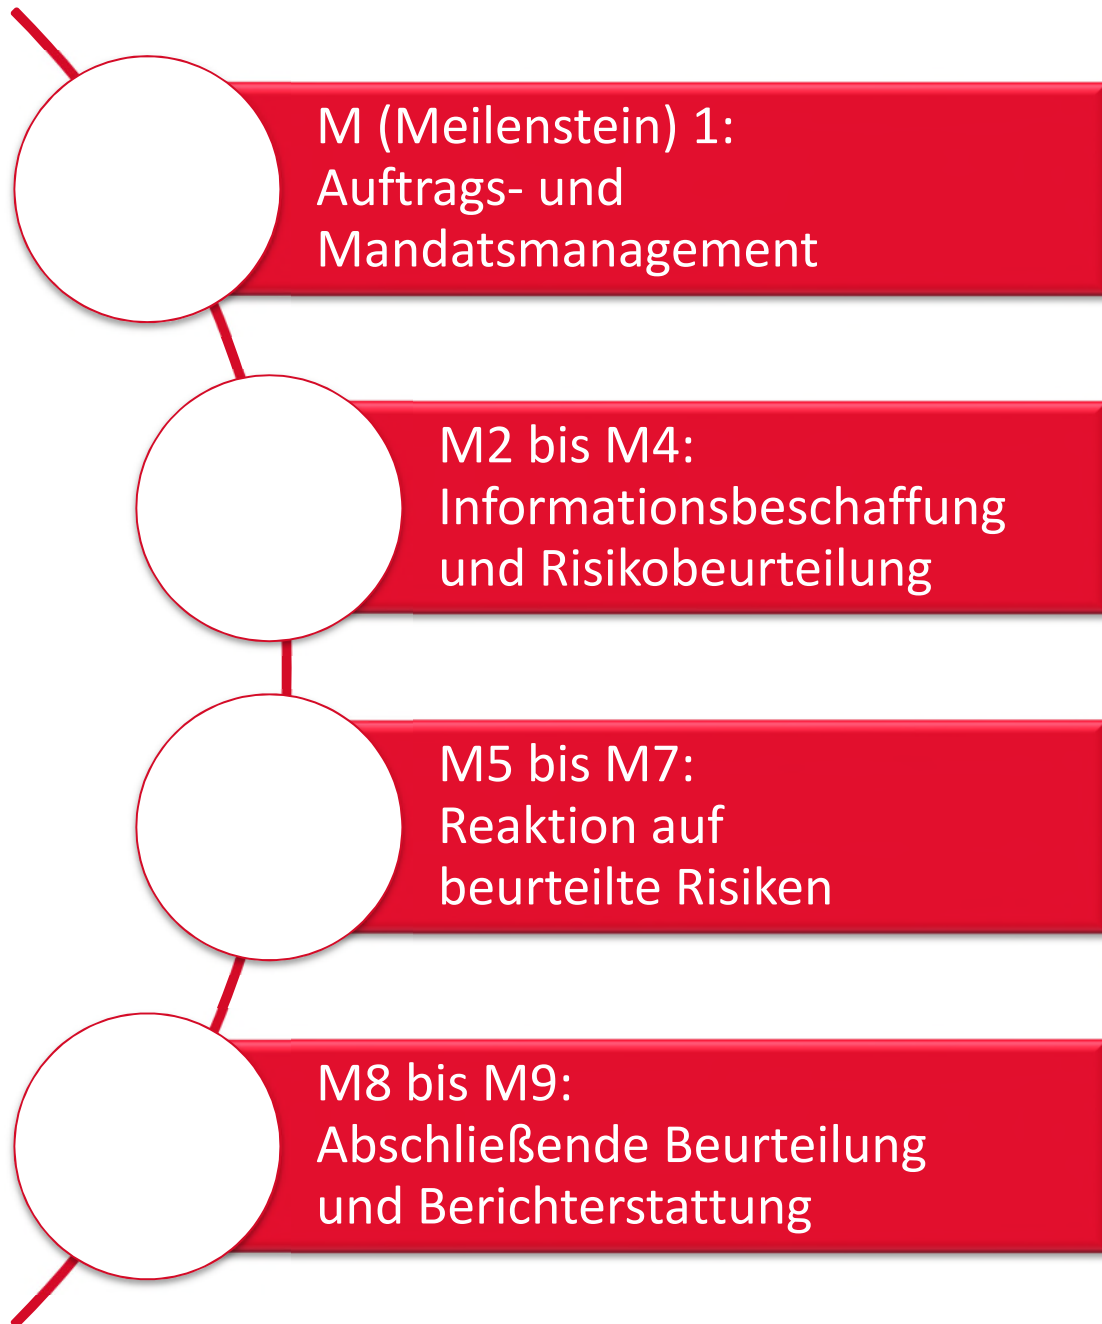 M (Meilenstein) 1:
Auftrags- und
Mandatsmanagement
M2 bis M4:
Informationsbeschaffung
und Risikobeurteilung
M5 bis M7:
Reaktion auf
beurteilte Risiken
M8 bis M9:
Abschließende Beurteilung
und Berichterstattung